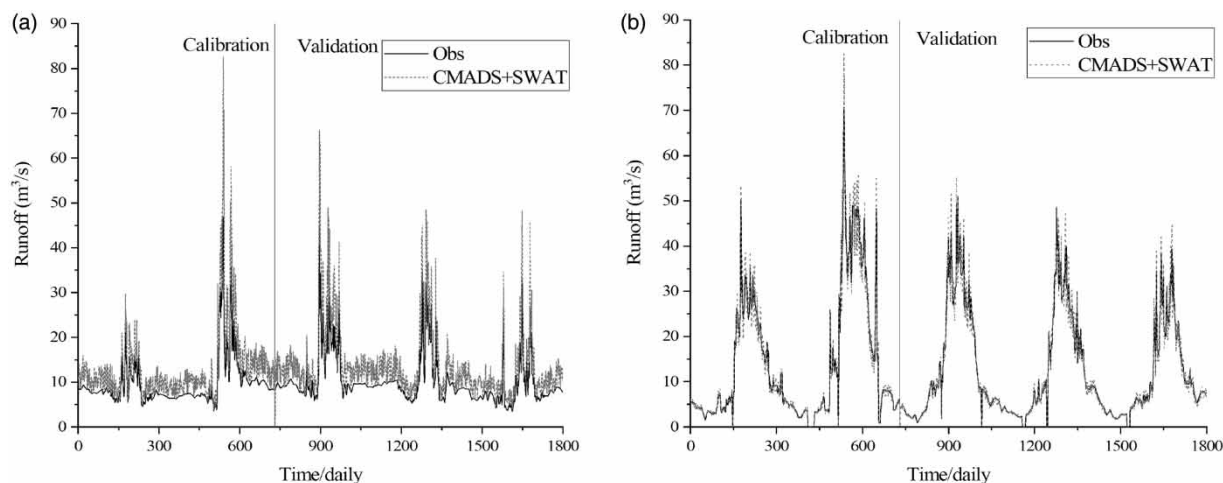 (a)
90
80
70
60
50
40
30
20
10
0
Runoff (m³/s)
Calibration
Validation
Obs
CMADS+SWAT
0
300
600
900
1200
1500
1800
Time/daily
(b)
90
80
70
60
50
40
30
20
10
0
Runoff (m³/s)
Calibration
Validation
Obs
CMADS+SWAT
0
300
600
900
1200
1500
1800
Time/daily